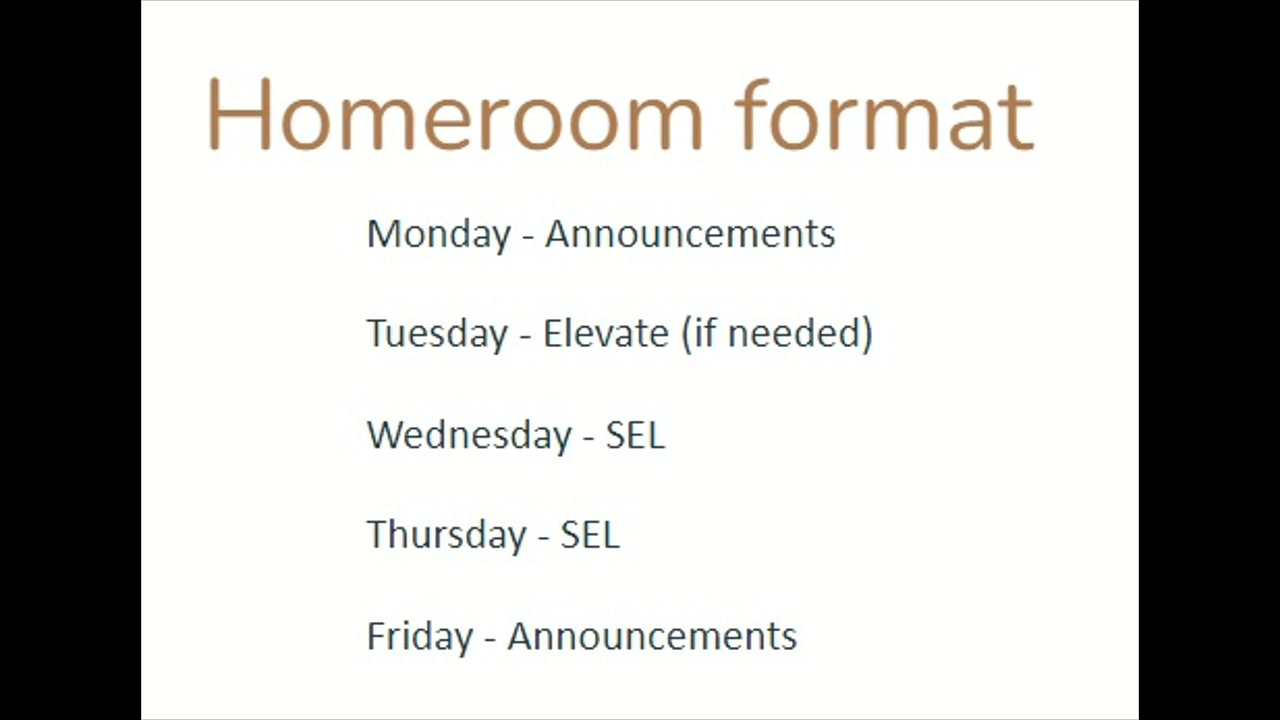 Homeroom format
Monday - Announcements
Tuesday - Elevate (if needed)
Wednesday - SEL
Thursday - SEL
Friday - Announcements